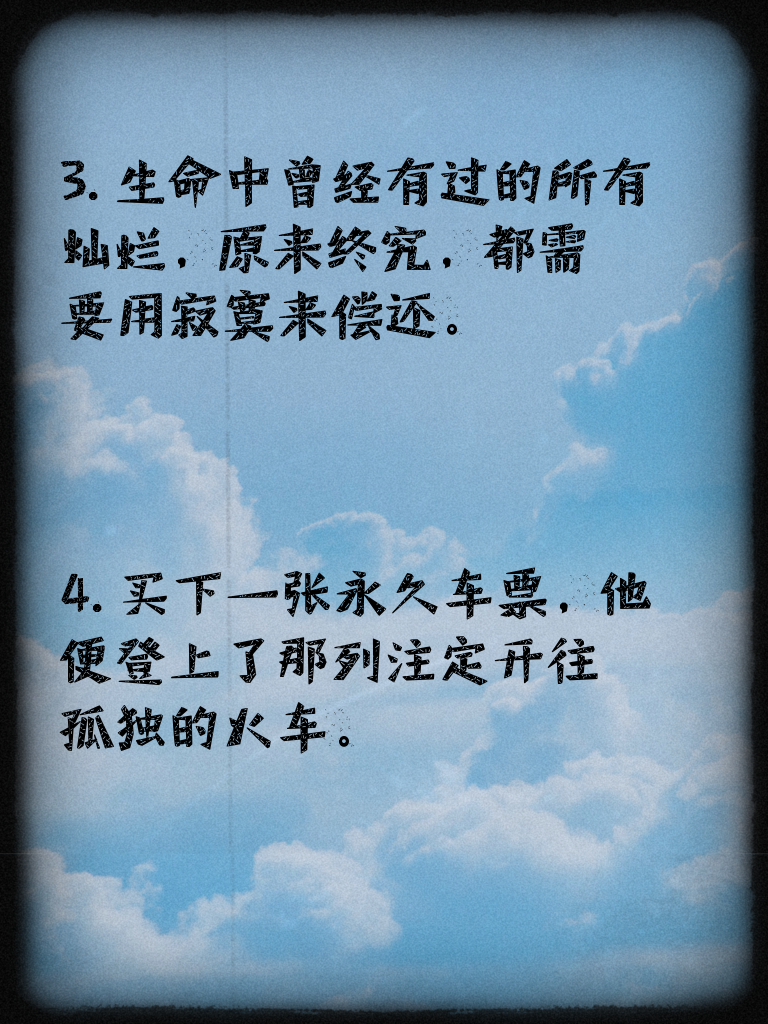 3. 生命中曾经有过的所有
灿烂，原来终究，都需
要用寂寞来偿还。
4. 买下一张永久车票，他
便登上了那列注定开往
孤独的火车。